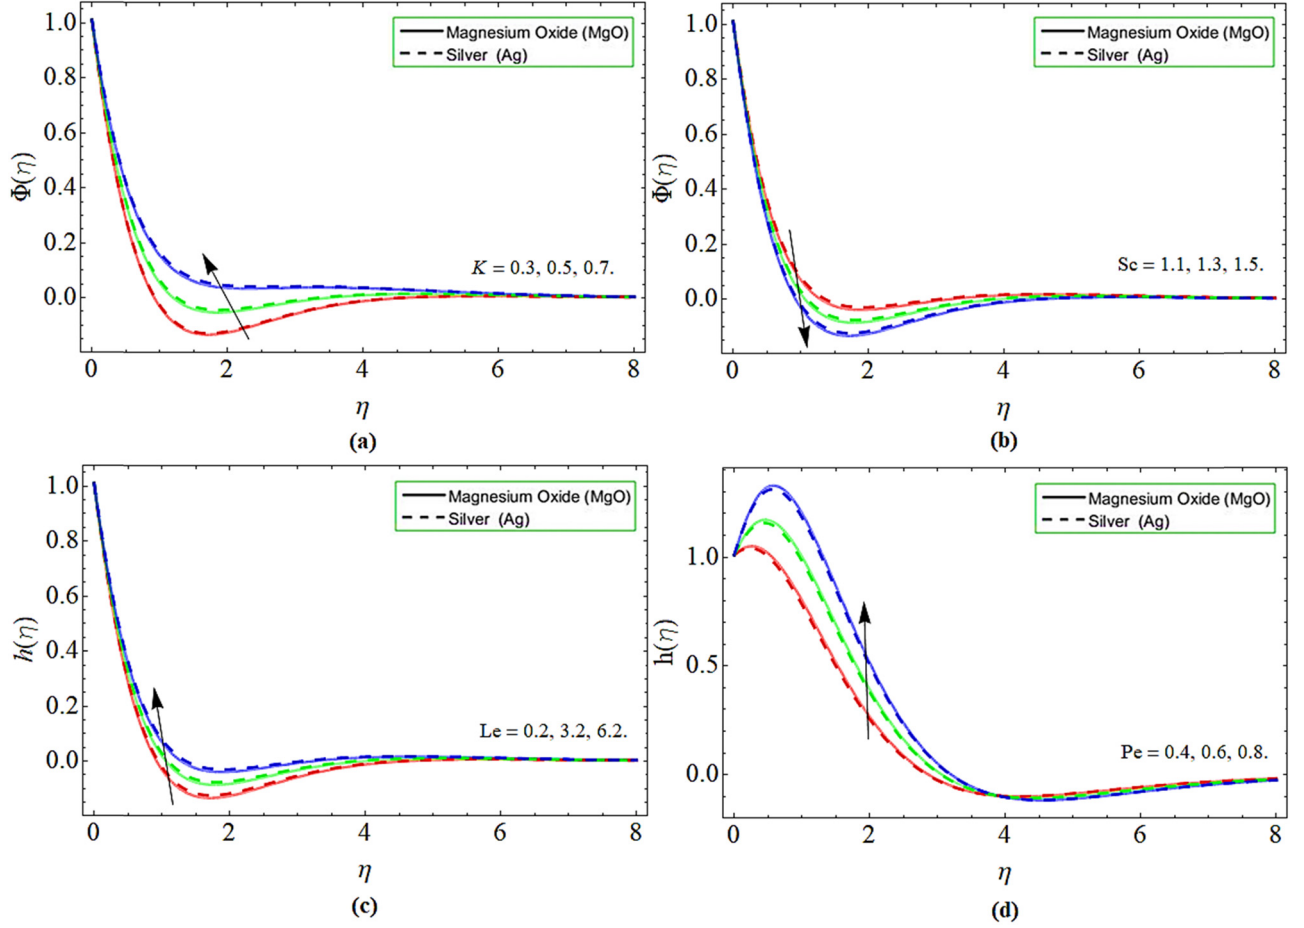 1.0
0.8
0.6
0.4
0.2
0.0
Φ(η)
Magnesium Oxide (MgO)
Silver (Ag)
K = 0.3, 0.5, 0.7.
0 2 4 6 8
η
(a)
1.0
0.8
0.6
0.4
0.2
0.0
Φ(η)
Magnesium Oxide (MgO)
Silver (Ag)
Sc = 1.1, 1.3, 1.5.
0 2 4 6 8
η
(b)
1.0
0.8
0.6
0.4
0.2
0.0
h(η)
Magnesium Oxide (MgO)
Silver (Ag)
Le = 0.2, 3.2, 6.2.
0 2 4 6 8
η
(c)
1.0
0.5
0.0
h(η)
Magnesium Oxide (MgO)
Silver (Ag)
Pe = 0.4, 0.6, 0.8.
0 2 4 6 8
η
(d)